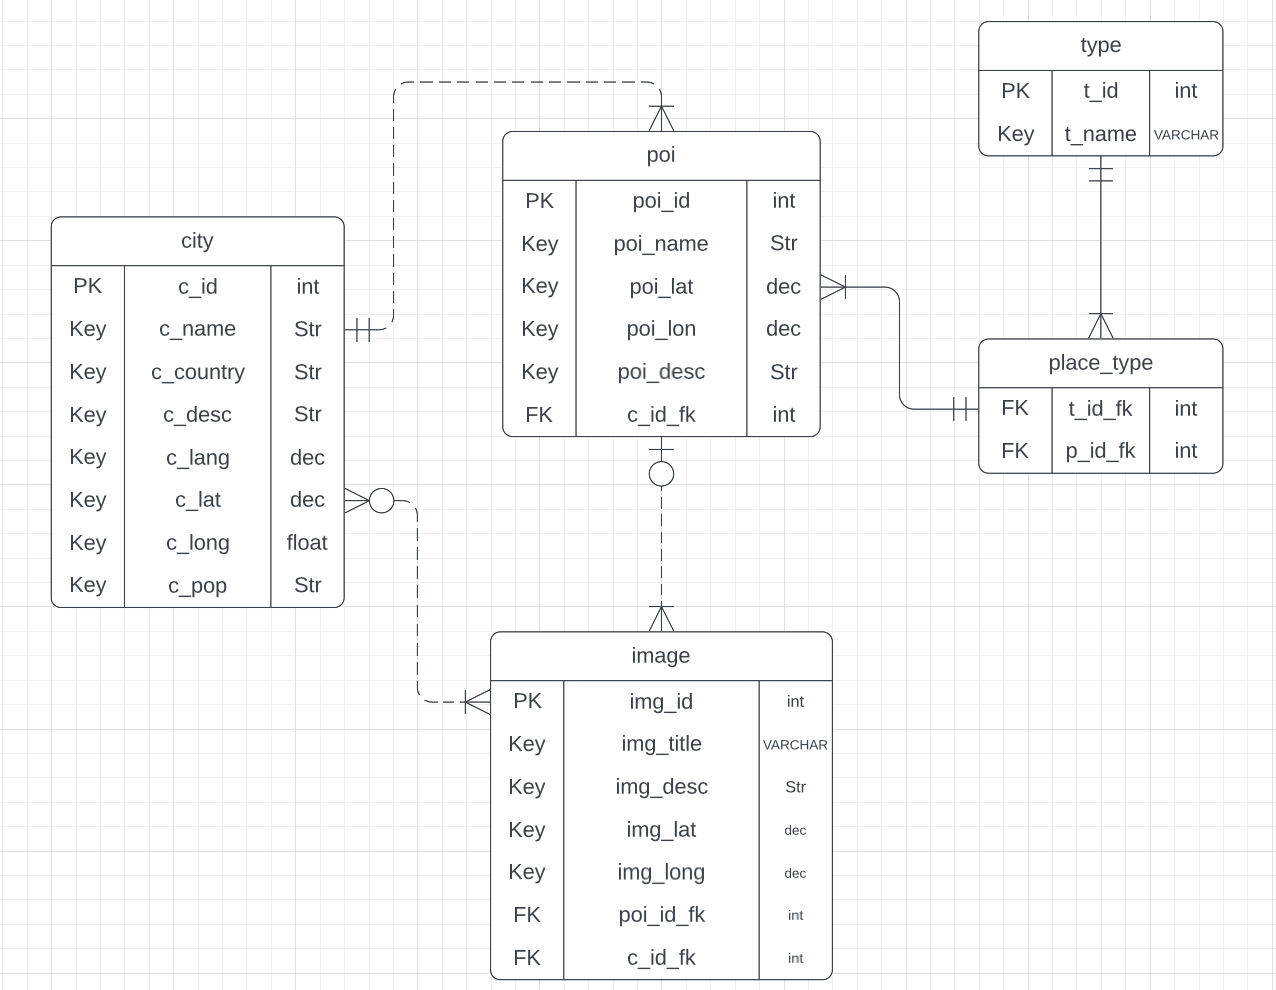 type
PK t_id int
Key t_name VARCHAR
poi
PK poi_id int
Key poi_name Str
Key poi_lat dec
Key poi_lon dec
Key poi_desc Str
FK c_id_fk int
city
PK c_id int
Key c_name Str
Key c_country Str
Key c_desc Str
Key c_lang dec
Key c_lat dec
Key c_long float
Key c_pop Str
place_type
FK t_id_fk int
FK p_id_fk int
image
PK img_id int
Key img_title VARCHAR
Key img_desc Str
Key img_lat dec
Key img_long dec
FK poi_id_fk int
FK c_id_fk int